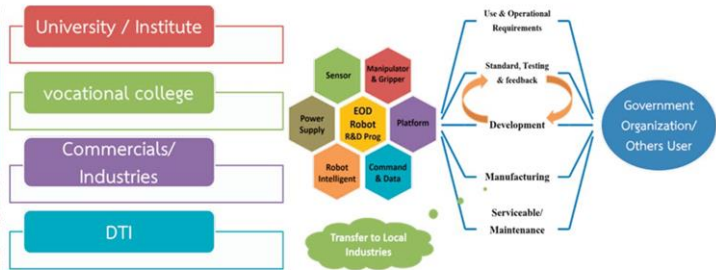 University / Institute
vocational college
Commercials/
Industries
DTI
Sensor
Manipulator
& Gripper
Power
Supply
EOD
Robot
R&D Prog
Platform
Robot
Intelligent
Command
& Data
Transfer to Local
Industries
Use & Operational
Requirements
Standard, Testing
& feedback
Development
Manufacturing
Serviceable/
Maintenance
Government
Organization/
Others User